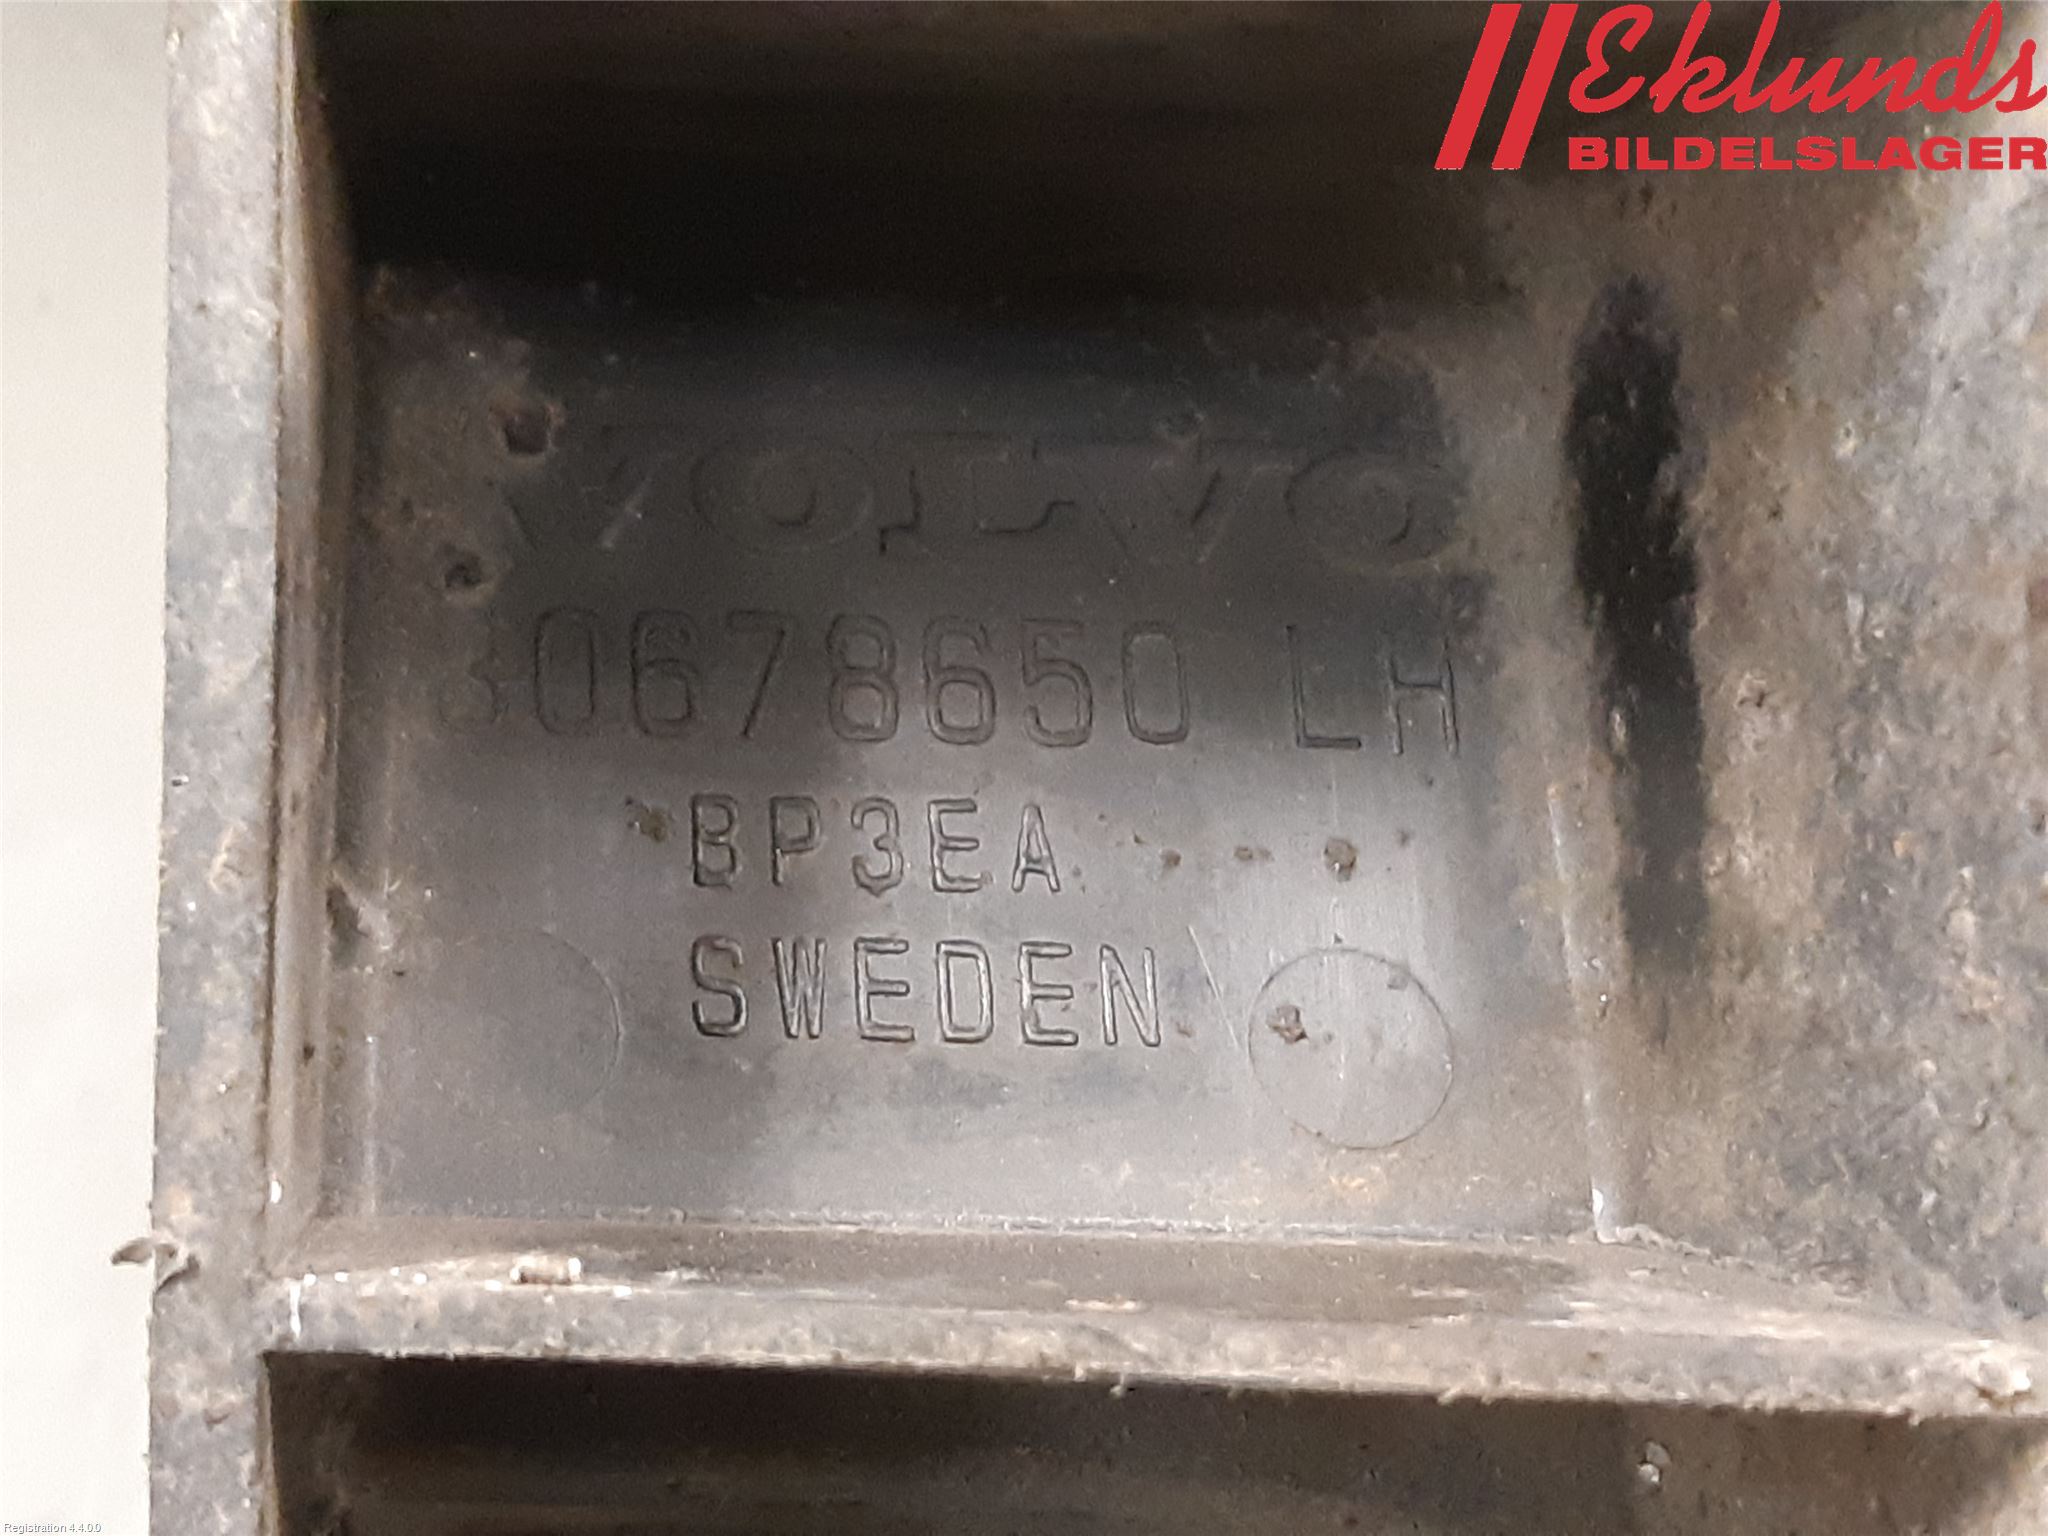 Eklunds
BILDELSLAGER
VOLVO
30678650 LH
BP3EA
SWEDEN
Registration 4.4.0.0